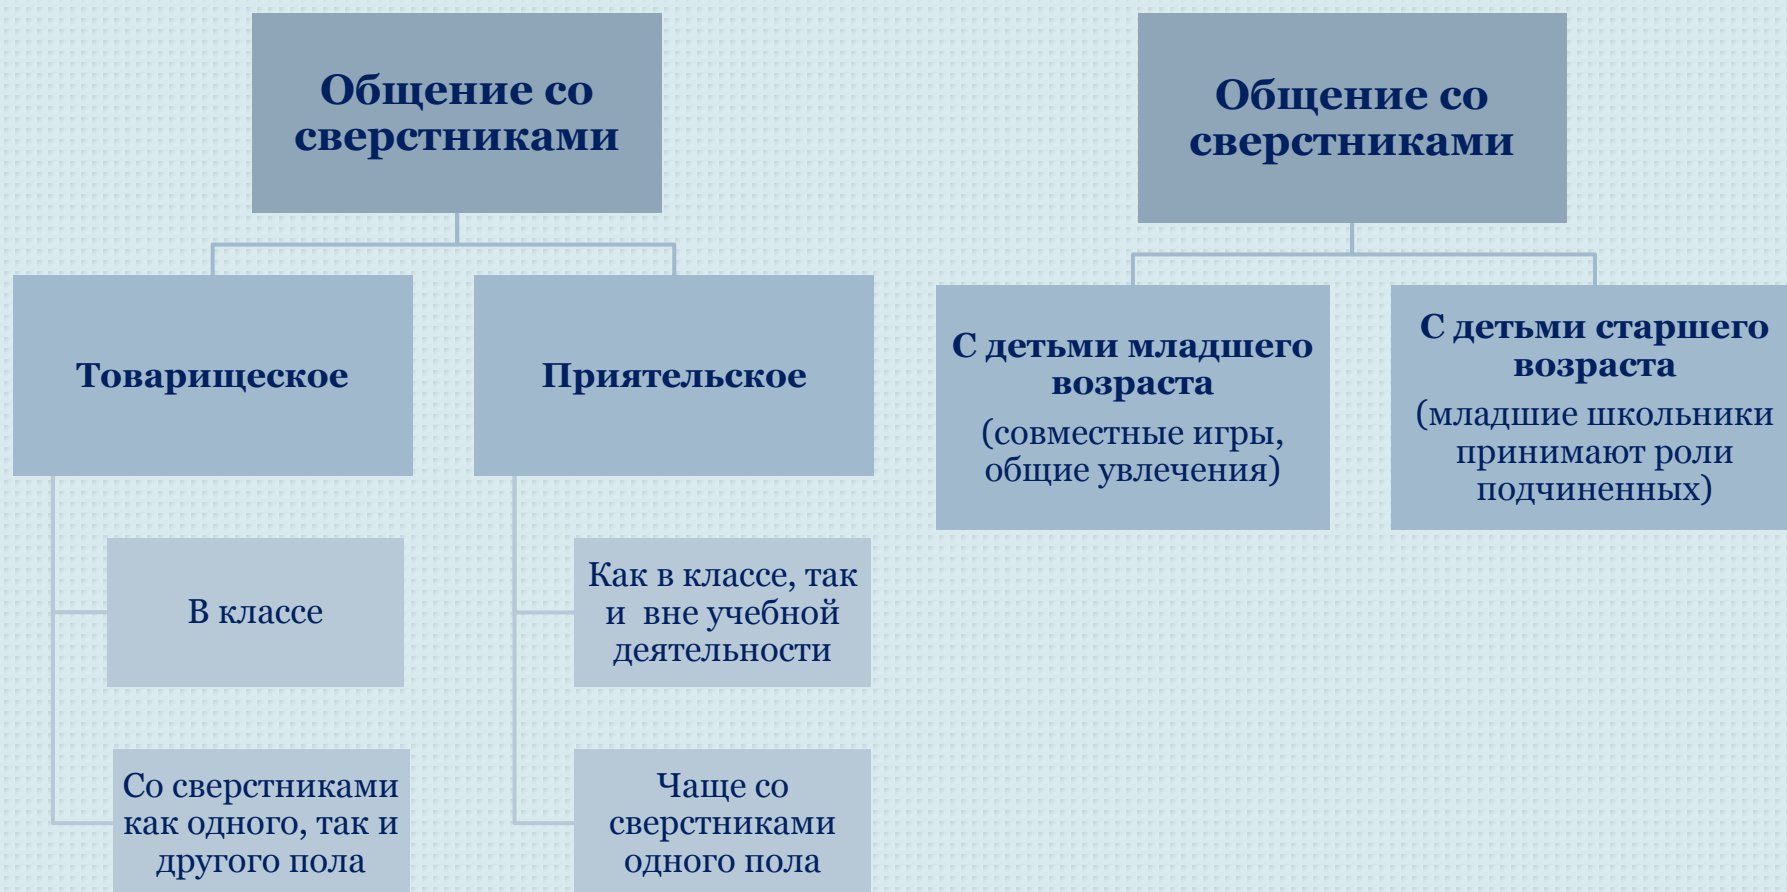 Общение со
сверстниками
Товарищеское
В классе
Со сверстниками
как одного, так и
другого пола
Приятельское
Как в классе, так
и вне учебной
деятельности
Чаще со
сверстниками
одного пола
Общение со
сверстниками
С детьми младшего
возраста
(совместные игры,
общие увлечения)
С детьми старшего
возраста
(младшие школьники
принимают роли
подчиненных)